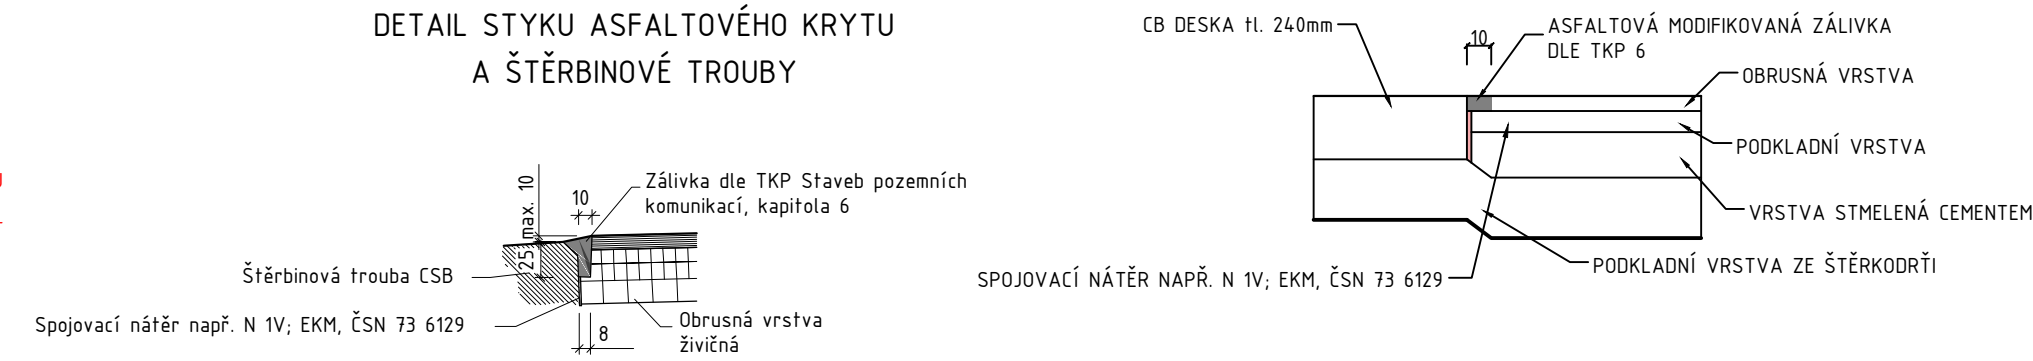 DETAIL STYKU ASFALTOVÉHO KRYTU
A ŠTĚRBINOVÉ TROUBY
max. 10
25
10
Zálivka dle TKP Staveb pozemních
komunikací, kapitola 6
Štěrbinová trouba CSB
Spojovací nátěr např. N 1V; EKM, ČSN 73 6129
8
Obrusná vrstva
živičná
CB DESKA tl. 240mm
10
ASFALTOVÁ MODIFIKOVANÁ ZÁLIVKA
DLE TKP 6
OBRUSNÁ VRSTVA
PODKLADNÍ VRSTVA
VRSTVA STMELENÁ CEMENTEM
PODKLADNÍ VRSTVA ZE ŠTĚRKODRŤI
SPOJOVACÍ NÁTĚR NAPŘ. N 1V; EKM, ČSN 73 6129